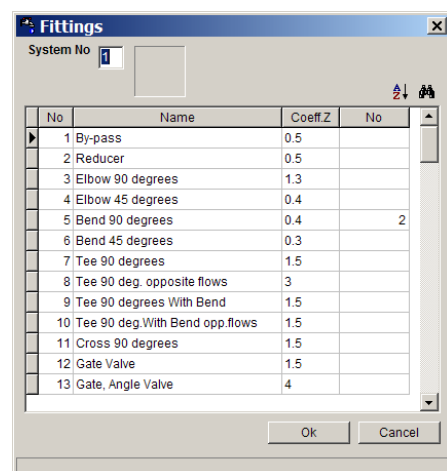 Fittings
System No 1
No Name Coeff.Z No
1 By-pass 0.5
2 Reducer 0.5
3 Elbow 90 degrees 1.3
4 Elbow 45 degrees 0.4
5 Bend 90 degrees 0.4 2
6 Bend 45 degrees 0.3
7 Tee 90 degrees 1.5
8 Tee 90 deg. opposite flows 3
9 Tee 90 degrees With Bend 1.5
10 Tee 90 deg.With Bend opp.flows 1.5
11 Cross 90 degrees 1.5
12 Gate Valve 1.5
13 Gate, Angle Valve 4
Ok Cancel